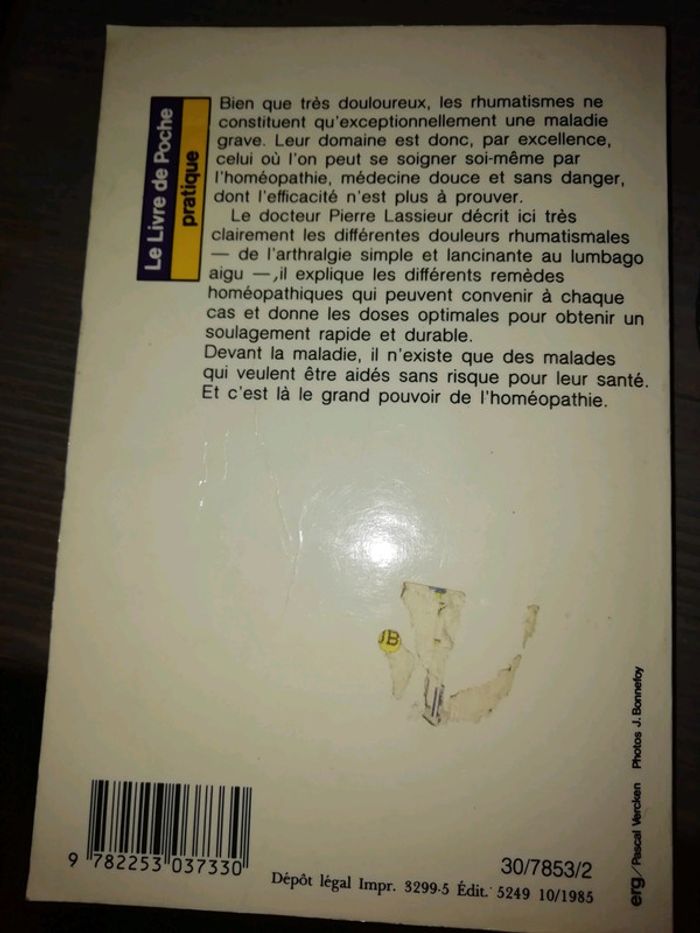 Le Livre de Poche
pratique
Bien que très douloureux, les rhumatismes ne
constituent qu'exceptionnellement une maladie
grave. Leur domaine est donc, par excellence,
celui où l'on peut se soigner soi-même par
l'homéopathie, médecine douce et sans danger,
dont l'efficacité n'est plus à prouver.
Le docteur Pierre Lassieur décrit ici très
clairement les différentes douleurs rhumatismales
— de l'arthralgie simple et lancinante au lumbago
aigu —, il explique les différents remèdes
homéopathiques qui peuvent convenir à chaque
cas et donne les doses optimales pour obtenir un
soulagement rapide et durable.
Devant la maladie, il n'existe que des malades
qui veulent être aidés sans risque pour leur santé.
Et c'est là le grand pouvoir de l'homéopathie.
JB
9 782253 037330
30/7853/2
Dépôt légal Impr. 3299-5 Édit. 5249 10/1985
erg/Pascal Vercken Photos J. Bonnefoy